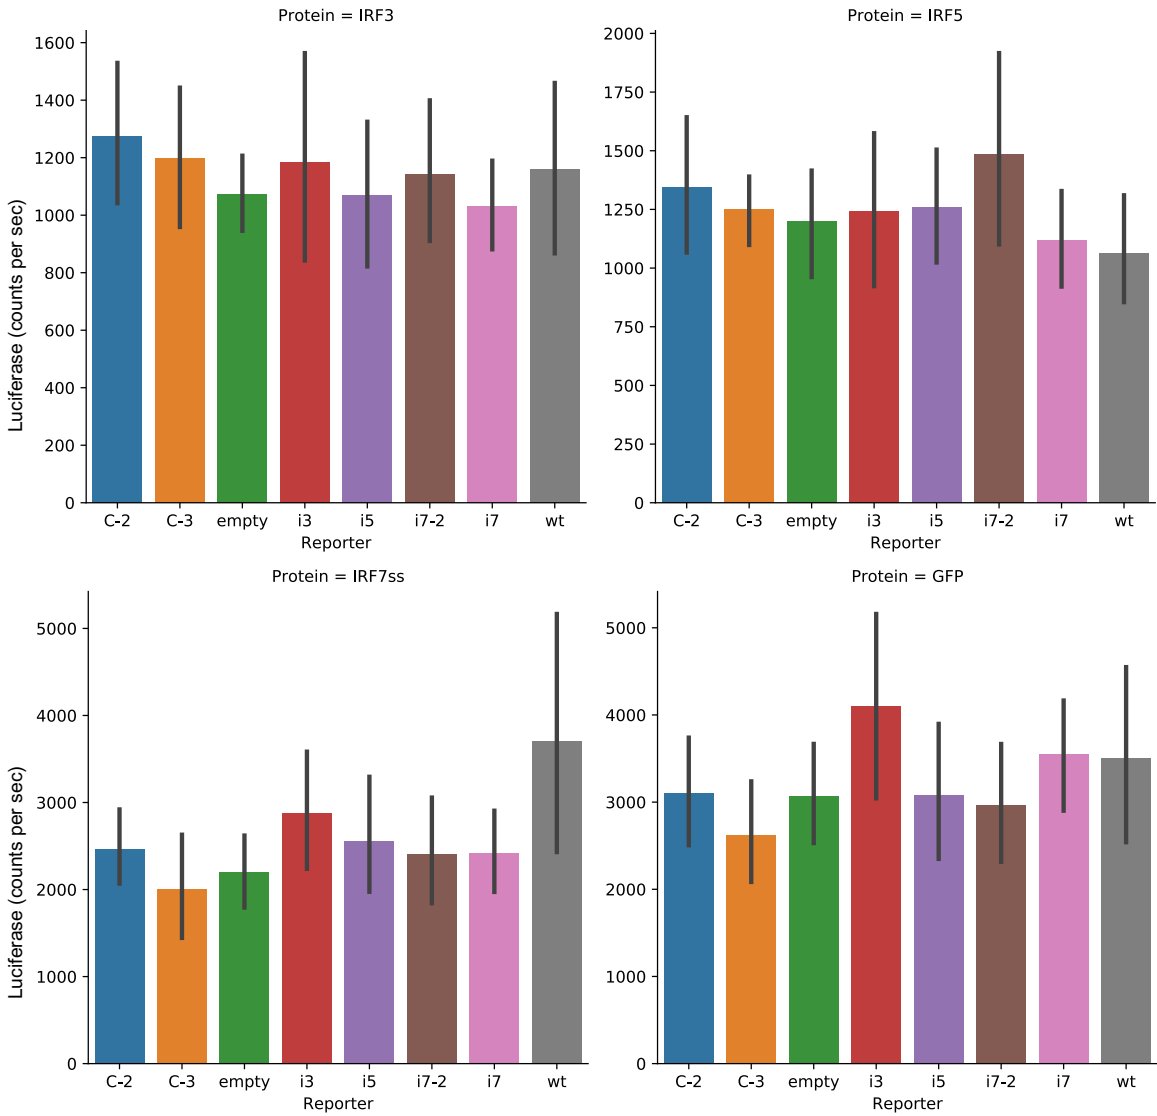 Protein = IRF3
Luciferase (counts per sec)
1600
1400
1200
1000
800
600
400
200
0
C-2 C-3 empty i3 i5 i7-2 i7 wt
Reporter
Protein = IRF5
2000
1750
1500
1250
1000
750
500
250
0
C-2 C-3 empty i3 i5 i7-2 i7 wt
Reporter
Protein = IRF7ss
Luciferase (counts per sec)
5000
4000
3000
2000
1000
0
C-2 C-3 empty i3 i5 i7-2 i7 wt
Reporter
Protein = GFP
5000
4000
3000
2000
1000
0
C-2 C-3 empty i3 i5 i7-2 i7 wt
Reporter